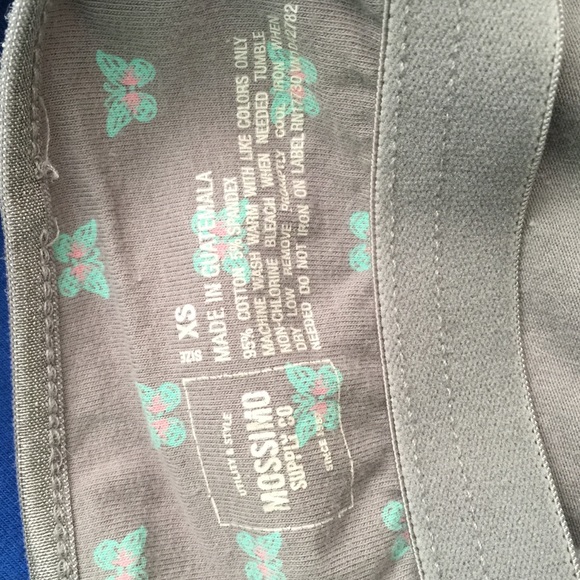 UTILITY & STYLE
MOSSIMO
SUPPLY CO
SINCE
XS
MADE IN GUATEMALA
95% COTTON 5% SPANDEX
MACHINE WASH WARM WITH LIKE COLORS ONLY
NON-CHLORINE BLEACH WHEN NEEDED TUMBLE
DRY LOW REMOVE PROMPTLY COOL IRON WHEN
NEEDED DO NOT IRON ON LABEL